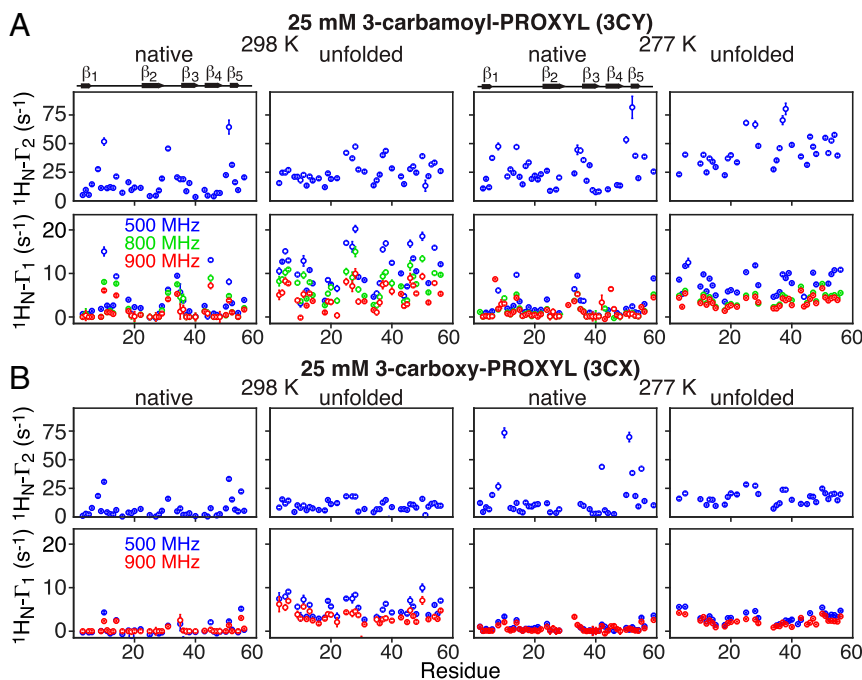 A
25 mM 3-carbamoyl-PROXYL (3CY)
298 K 277 K
native unfolded native unfolded
β1 β2 β3 β4 β5 β1 β2 β3 β4 β5
¹HN-Γ2 (s⁻¹)
75
50
25
0
¹HN-Γ1 (s⁻¹)
20
10
0
500 MHz
800 MHz
900 MHz
20 40 60 20 40 60 20 40 60 20 40 60
B
25 mM 3-carboxy-PROXYL (3CX)
298 K 277 K
native unfolded native unfolded
¹HN-Γ2 (s⁻¹)
75
50
25
0
¹HN-Γ1 (s⁻¹)
20
10
0
500 MHz
900 MHz
20 40 60 20 40 60 20 40 60 20 40 60
Residue